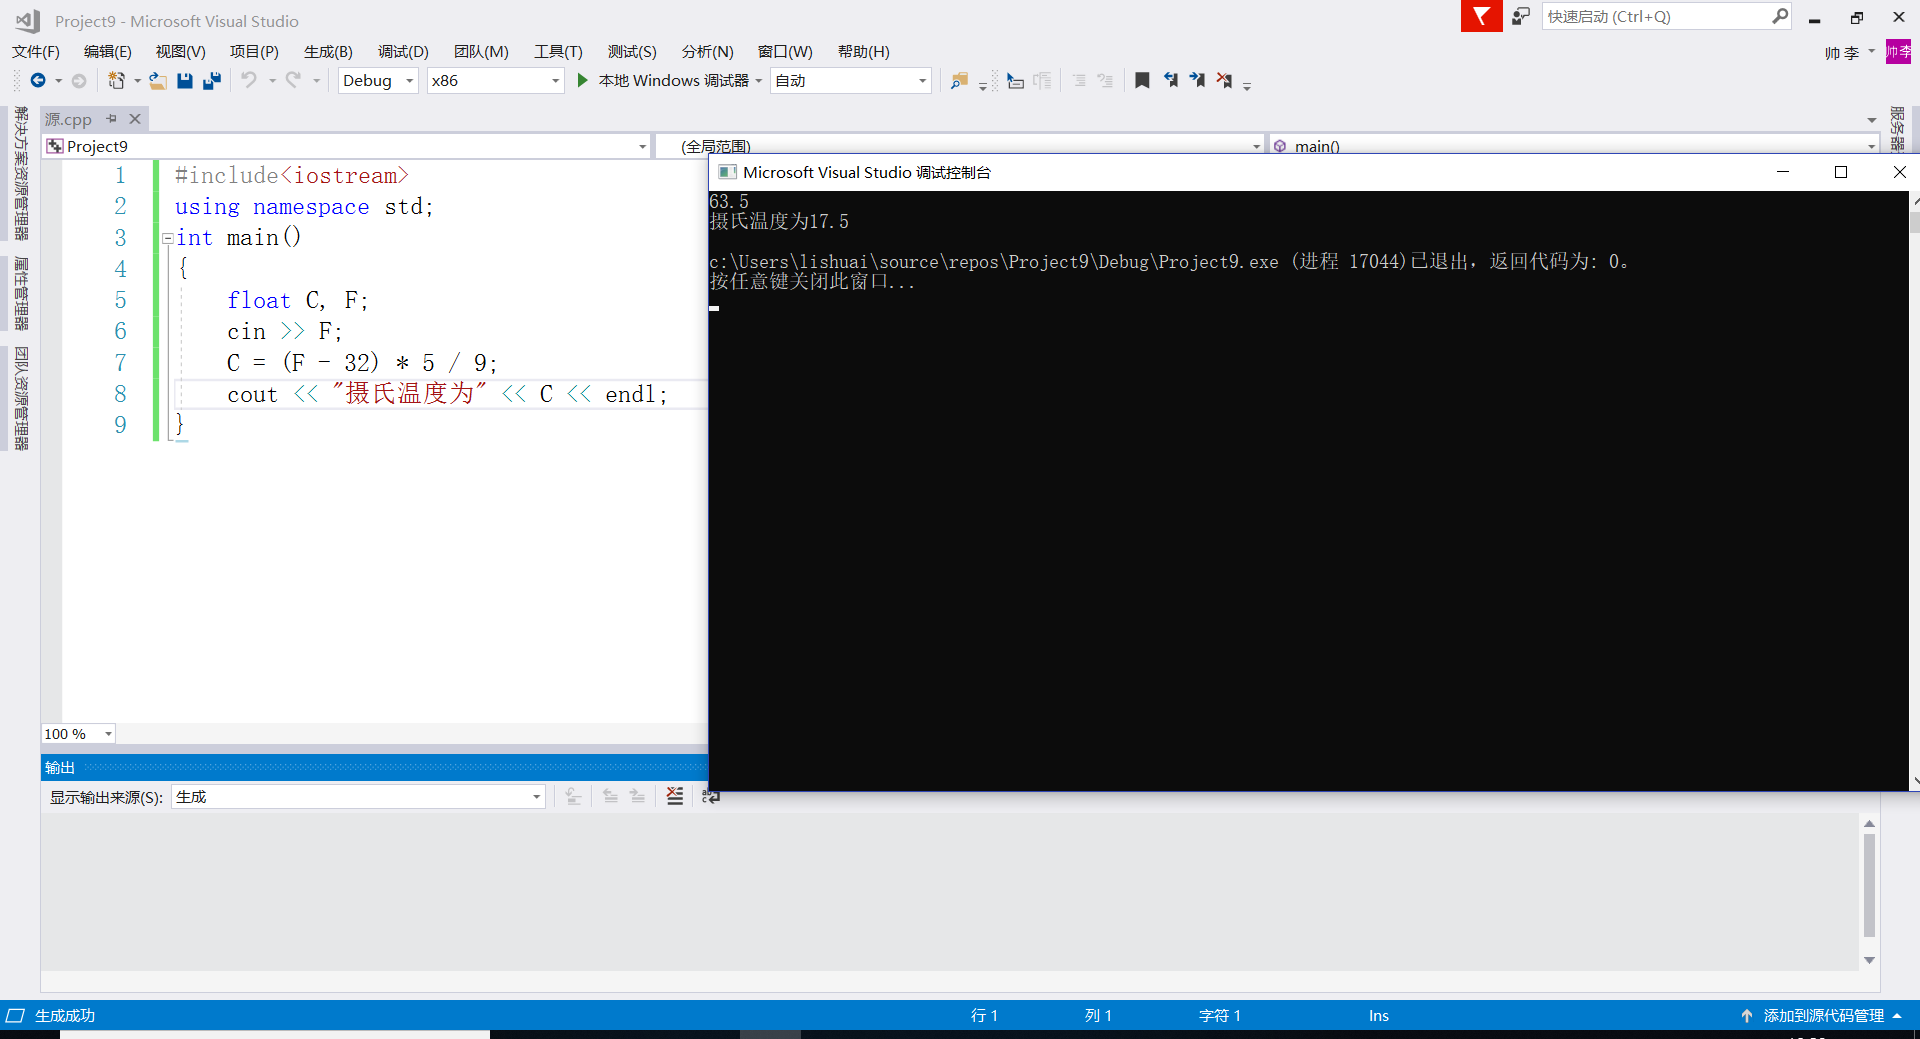 Project9 - Microsoft Visual Studio
快速启动 (Ctrl+Q)
文件(F) 编辑(E) 视图(V) 项目(P) 生成(B) 调试(D) 团队(M) 工具(T) 测试(S) 分析(N) 窗口(W) 帮助(H)
帅 李
帅李
Debug x86 本地 Windows 调试器 自动
解决方案资源管理器
属性管理器
团队资源管理器
服务器
源.cpp
Project9 (全局范围) main()
1 #include<iostream>
2 using namespace std;
3 int main()
4 {
5 float C, F;
6 cin >> F;
7 C = (F - 32) * 5 / 9;
8 cout << "摄氏温度为" << C << endl;
9 }
Microsoft Visual Studio 调试控制台
63.5
摄氏温度为17.5
c:\Users\lishuai\source\repos\Project9\Debug\Project9.exe (进程 17044)已退出，返回代码为: 0。
按任意键关闭此窗口...
100 %
输出
显示输出来源(S): 生成
生成成功 行 1 列 1 字符 1 Ins 添加到源代码管理